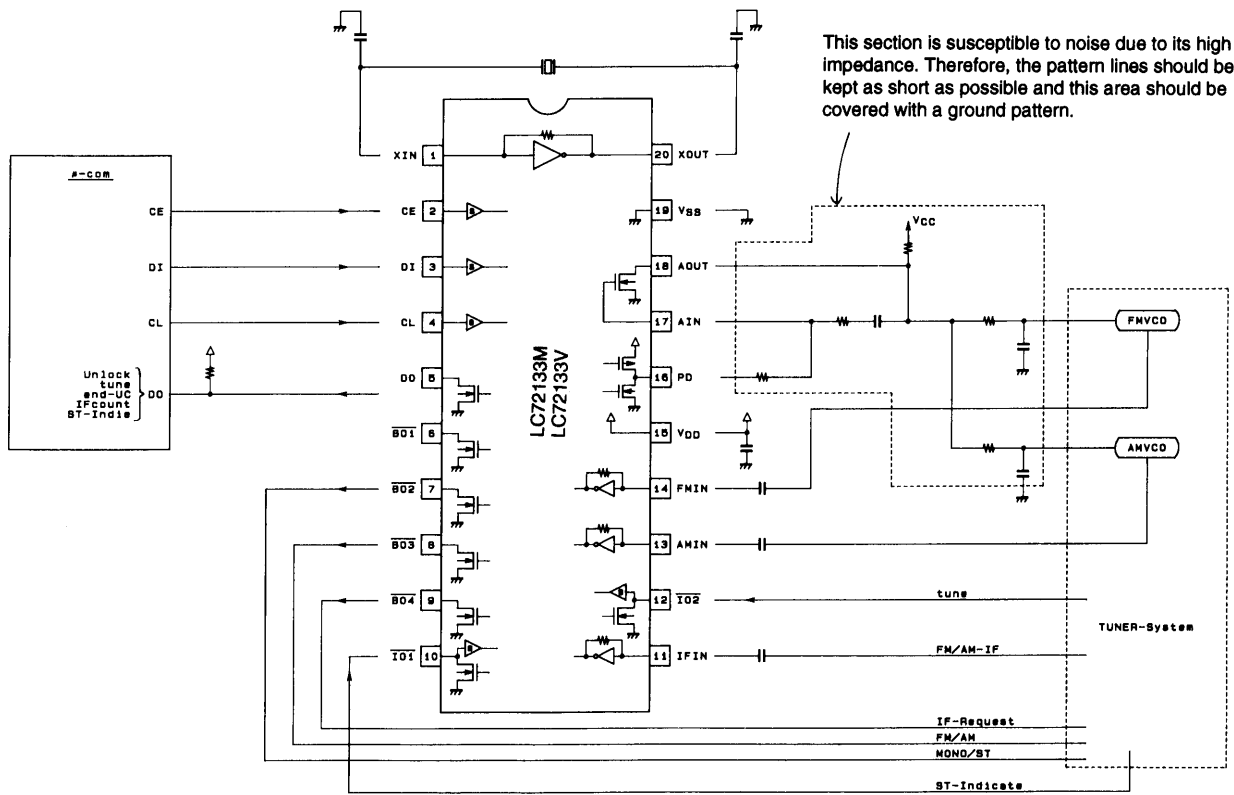 This section is susceptible to noise due to its high
impedance. Therefore, the pattern lines should be
kept as short as possible and this area should be
covered with a ground pattern.
μ-com
CE
DI
CL
DO
Unlock
tune
end-UC
IFcount
ST-Indie
XIN 1
CE 2
DI 3
CL 4
DO 5
BO1 6
BO2 7
BO3 8
BO4 9
IO1 10
S
S
S
S
S
LC72133M
LC72133V
20 XOUT
19 VSS
18 AOUT
17 AIN
16 PD
15 VDD
14 FMIN
13 AMIN
12 IO2
11 IFIN
VCC
FMVCO
AMVCO
tune
TUNER-System
FM/AM-IF
IF-Request
FM/AM
MONO/ST
ST-Indicate